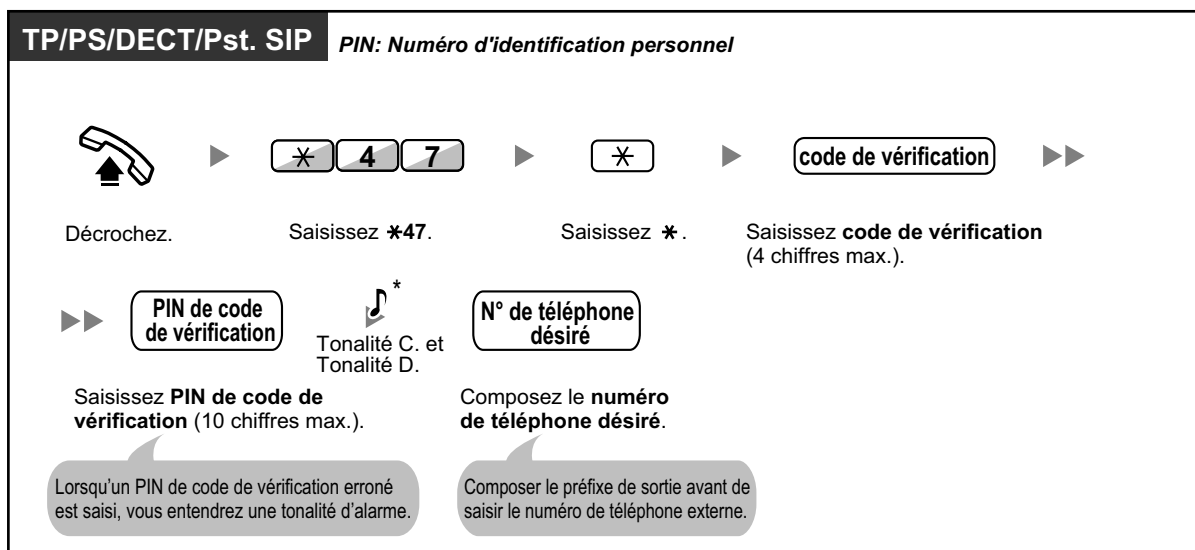 TP/PS/DECT/Pst. SIP PIN: Numéro d'identification personnel
* 4 7 * code de vérification
Décrochez. Saisissez *47. Saisissez *. Saisissez code de vérification
(4 chiffres max.).
PIN de code
de vérification
*
Tonalité C. et
Tonalité D.
N° de téléphone
désiré
Saisissez PIN de code de
vérification (10 chiffres max.).
Composez le numéro
de téléphone désiré.
Lorsqu'un PIN de code de vérification erroné
est saisi, vous entendrez une tonalité d'alarme.
Composer le préfixe de sortie avant de
saisir le numéro de téléphone externe.